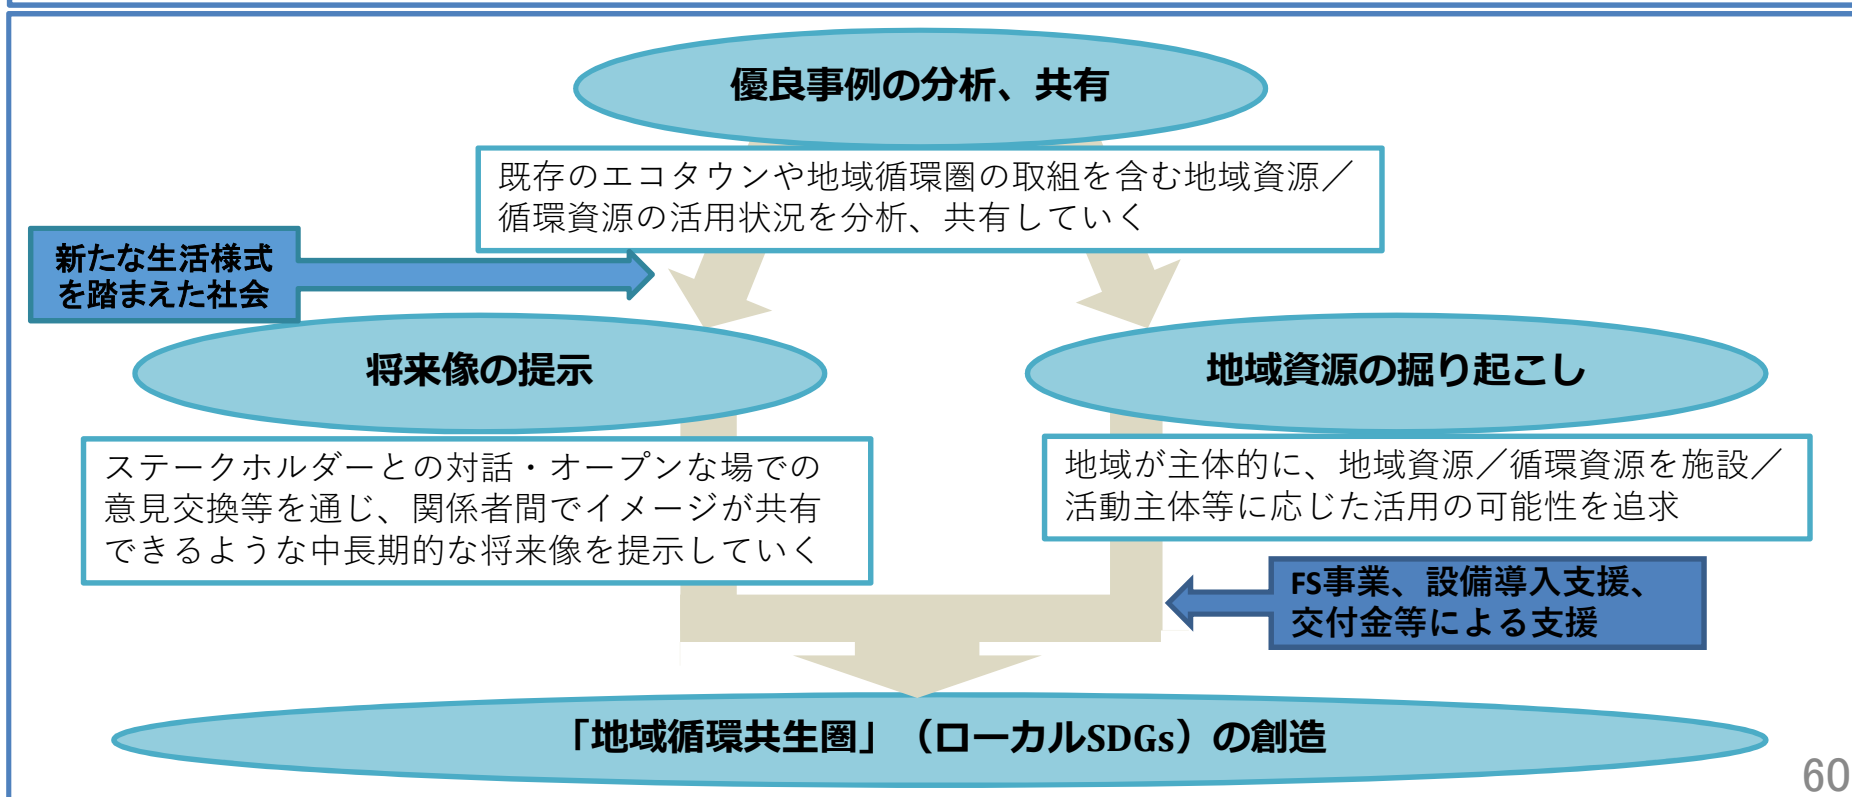 優良事例の分析、共有
既存のエコタウンや地域循環圏の取組を含む地域資源／
循環資源の活用状況を分析、共有していく
新たな生活様式
を踏まえた社会
将来像の提示
地域資源の掘り起こし
ステークホルダーとの対話・オープンな場での
意見交換等を通じ、関係者間でイメージが共有
できるような中長期的な将来像を提示していく
地域が主体的に、地域資源／循環資源を施設／
活動主体等に応じた活用の可能性を追求
FS事業、設備導入支援、
交付金等による支援
「地域循環共生圏」（ローカルSDGs）の創造
60